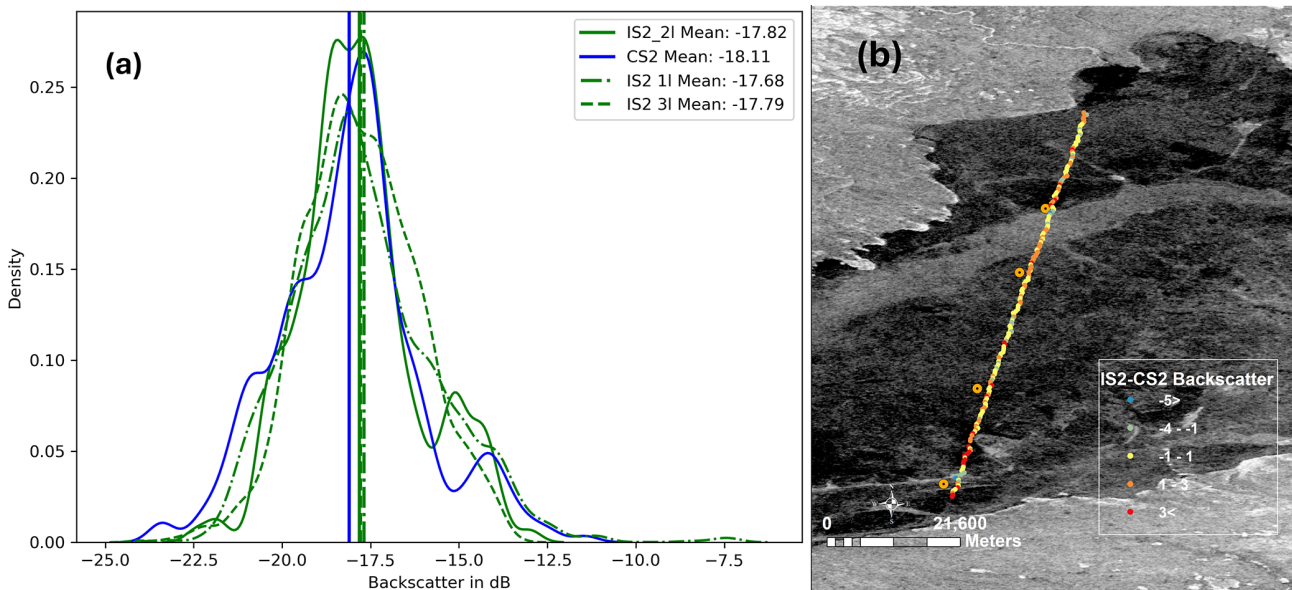 (a)
IS2_2l Mean: -17.82
CS2 Mean: -18.11
IS2 1l Mean: -17.68
IS2 3l Mean: -17.79
Density
0.25
0.20
0.15
0.10
0.05
0.00
−25.0
−22.5
−20.0
−17.5
−15.0
−12.5
−10.0
−7.5
Backscatter in dB
(b)
IS2-CS2 Backscatter
-5>
-4 - -1
-1 - 1
1 - 3
3<
0
21,600
Meters